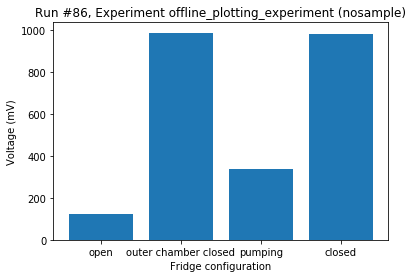 Run #86, Experiment offline_plotting_experiment (nosample)
1000
800
600
400
200
0
Voltage (mV)
open outer chamber closed pumping closed
Fridge configuration